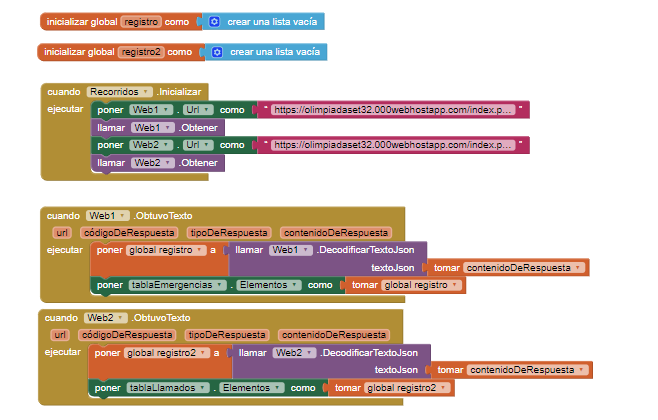 inicializar global registro como crear una lista vacía
inicializar global registro2 como crear una lista vacía
cuando Recorridos .Inicializar
ejecutar poner Web1 . Url como " https://olimpiadaset32.000webhostapp.com/index.p... "
llamar Web1 .Obtener
poner Web2 . Url como " https://olimpiadaset32.000webhostapp.com/index.p... "
llamar Web2 .Obtener
cuando Web1 .ObtuvoTexto
url códigoDeRespuesta tipoDeRespuesta contenidoDeRespuesta
ejecutar poner global registro a llamar Web1 .DecodificarTextoJson
textoJson tomar contenidoDeRespuesta
poner tablaEmergencias . Elementos como tomar global registro
cuando Web2 .ObtuvoTexto
url códigoDeRespuesta tipoDeRespuesta contenidoDeRespuesta
ejecutar poner global registro2 a llamar Web2 .DecodificarTextoJson
textoJson tomar contenidoDeRespuesta
poner tablaLlamados . Elementos como tomar global registro2